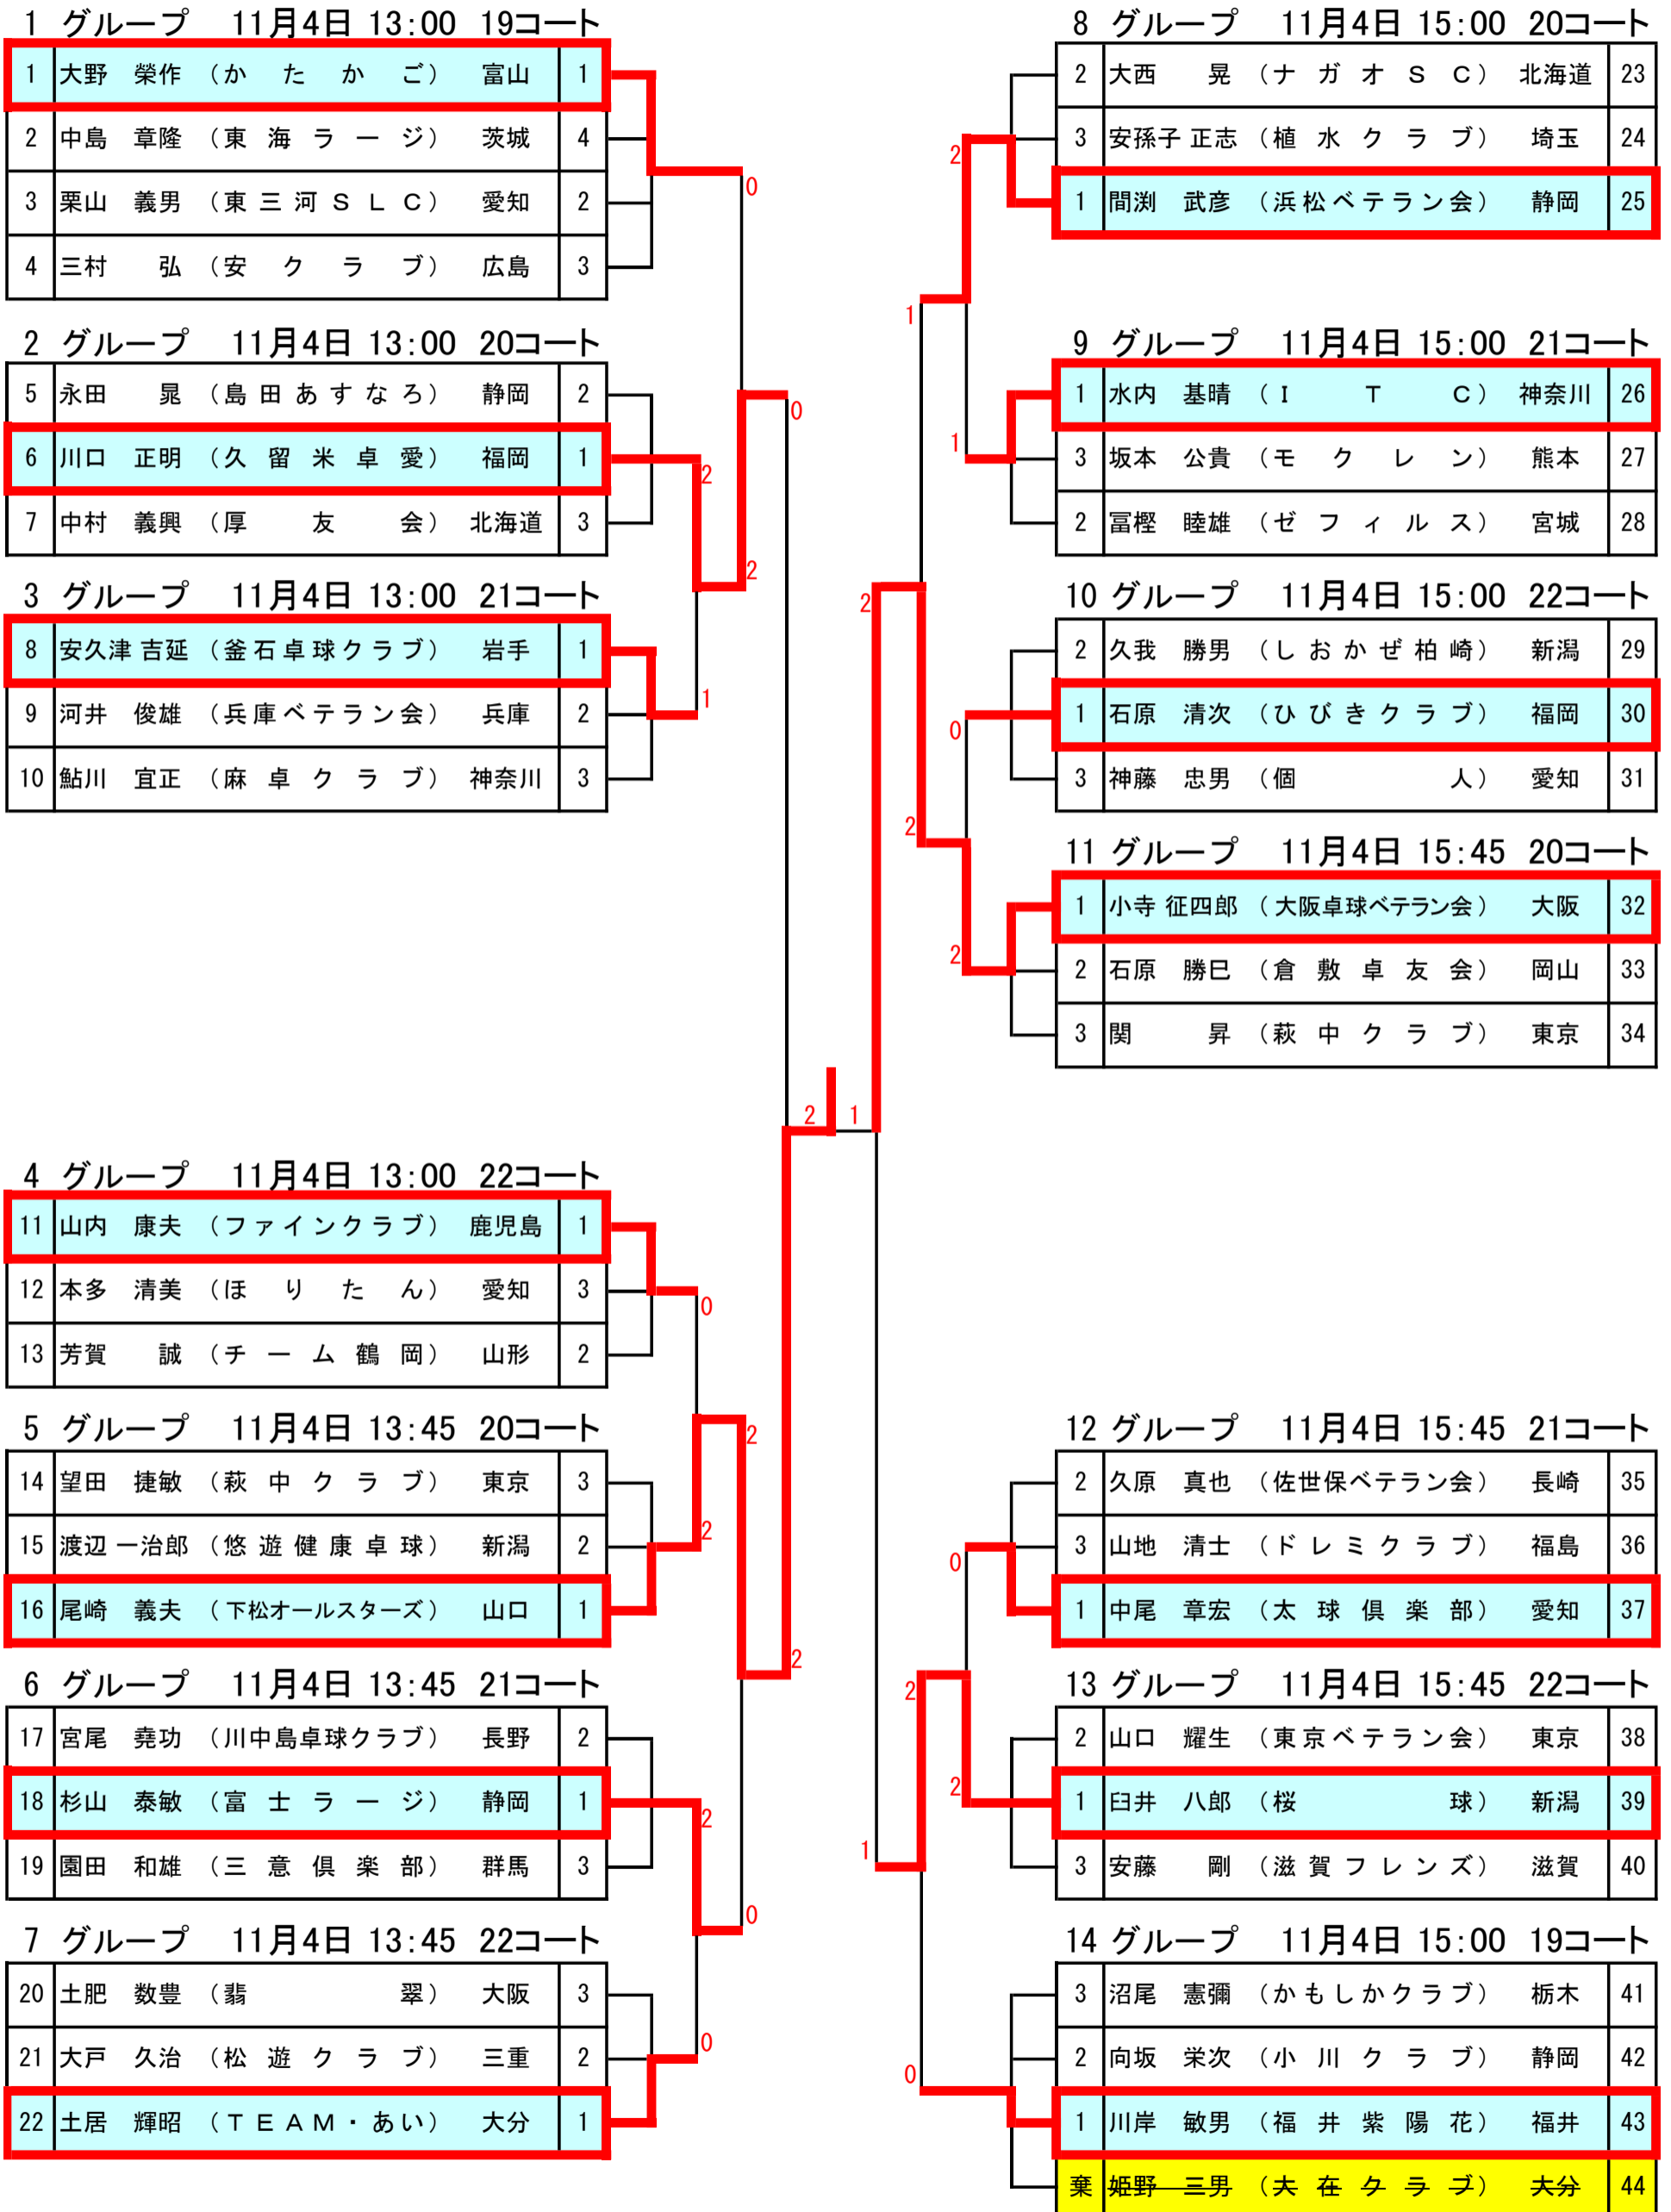 1 グループ 11月4日 13:00 19コート
1 大野 榮作 (かたかご) 富山 1
2 中島 章隆 (東海ラージ) 茨城 4
3 栗山 義男 (東三河SLC) 愛知 2
4 三村 弘 (安クラブ) 広島 3
0
2 グループ 11月4日 13:00 20コート
5 永田 晃 (島田あすなろ) 静岡 2
6 川口 正明 (久留米卓愛) 福岡 1
7 中村 義興 (厚友会) 北海道 3
0
2
2
3 グループ 11月4日 13:00 21コート
8 安久津 吉延 (釜石卓球クラブ) 岩手 1
9 河井 俊雄 (兵庫ベテラン会) 兵庫 2
10 鮎川 宜正 (麻卓クラブ) 神奈川 3
1
4 グループ 11月4日 13:00 22コート
11 山内 康夫 (ファインクラブ) 鹿児島 1
12 本多 清美 (ほりたん) 愛知 3
13 芳賀 誠 (チーム鶴岡) 山形 2
0
5 グループ 11月4日 13:45 20コート
14 望田 捷敏 (萩中クラブ) 東京 3
15 渡辺 一治郎 (悠遊健康卓球) 新潟 2
16 尾崎 義夫 (下松オールスターズ) 山口 1
2
2
2
6 グループ 11月4日 13:45 21コート
17 宮尾 堯功 (川中島卓球クラブ) 長野 2
18 杉山 泰敏 (富士ラージ) 静岡 1
19 園田 和雄 (三意倶楽部) 群馬 3
2
0
7 グループ 11月4日 13:45 22コート
20 土肥 数豊 (翡翠) 大阪 3
21 大戸 久治 (松遊クラブ) 三重 2
22 土居 輝昭 (TEAM・あい) 大分 1
0
2 1
8 グループ 11月4日 15:00 20コート
2 大西 晃 (ナガオSC) 北海道 23
3 安孫子 正志 (植水クラブ) 埼玉 24
1 間渕 武彦 (浜松ベテラン会) 静岡 25
2
1
9 グループ 11月4日 15:00 21コート
1 水内 基晴 (ITC) 神奈川 26
3 坂本 公貴 (モクレン) 熊本 27
2 冨樫 睦雄 (ゼフィルス) 宮城 28
1
2
10 グループ 11月4日 15:00 22コート
2 久我 勝男 (しおかぜ柏崎) 新潟 29
1 石原 清次 (ひびきクラブ) 福岡 30
3 神藤 忠男 (個人) 愛知 31
0
2
11 グループ 11月4日 15:45 20コート
1 小寺 征四郎 (大阪卓球ベテラン会) 大阪 32
2 石原 勝巳 (倉敷卓友会) 岡山 33
3 関 昇 (萩中クラブ) 東京 34
2
12 グループ 11月4日 15:45 21コート
2 久原 真也 (佐世保ベテラン会) 長崎 35
3 山地 清士 (ドレミクラブ) 福島 36
1 中尾 章宏 (太球倶楽部) 愛知 37
0
13 グループ 11月4日 15:45 22コート
2 山口 耀生 (東京ベテラン会) 東京 38
1 臼井 八郎 (桜球) 新潟 39
3 安藤 剛 (滋賀フレンズ) 滋賀 40
2
2
1
14 グループ 11月4日 15:00 19コート
3 沼尾 憲彌 (かもしかクラブ) 栃木 41
2 向坂 栄次 (小川クラブ) 静岡 42
1 川岸 敏男 (福井紫陽花) 福井 43
棄 姫野 三男 (大在クラブ) 大分 44
0